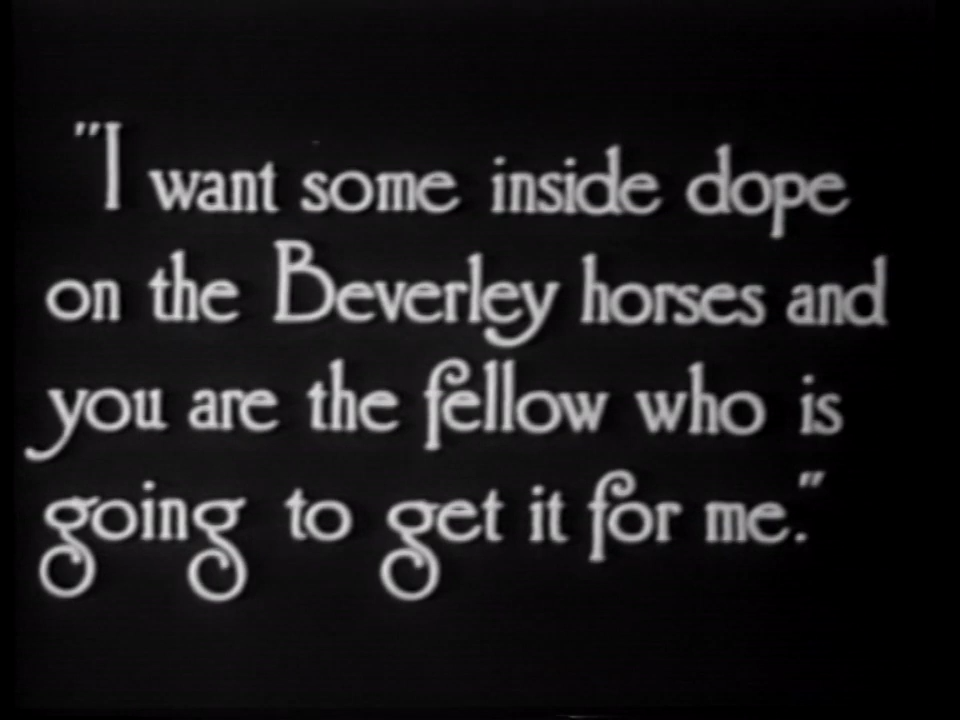 "I want some inside dope
on the Beverley horses and
you are the fellow who is
going to get it for me."